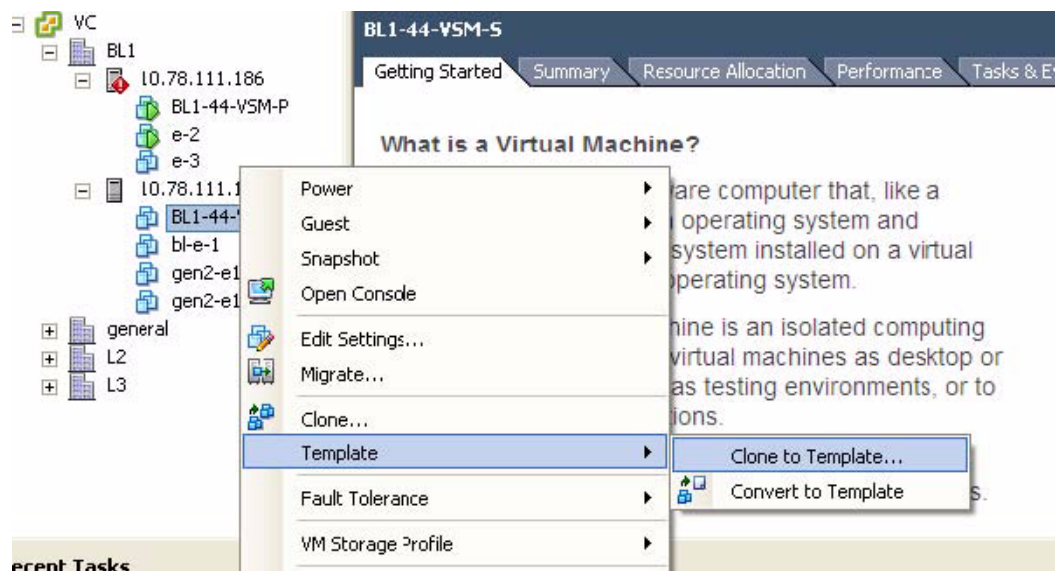 VC
BL1
10.78.111.186
BL1-44-VSM-P
e-2
e-3
10.78.111.1
BL1-44-
bl-e-1
gen2-e1
gen2-e1
general
L2
L3
BL1-44-VSM-S
Getting Started Summary Resource Allocation Performance Tasks & E
What is a Virtual Machine?
are computer that, like a
operating system and
system installed on a virtual
operating system.
hine is an isolated computing
virtual machines as desktop or
as testing environments, or to
ions.
s.
Power
Guest
Snapshot
Open Console
Edit Settings...
Migrate...
Clone...
Template
Fault Tolerance
VM Storage Profile
Clone to Template...
Convert to Template
ecent Tasks